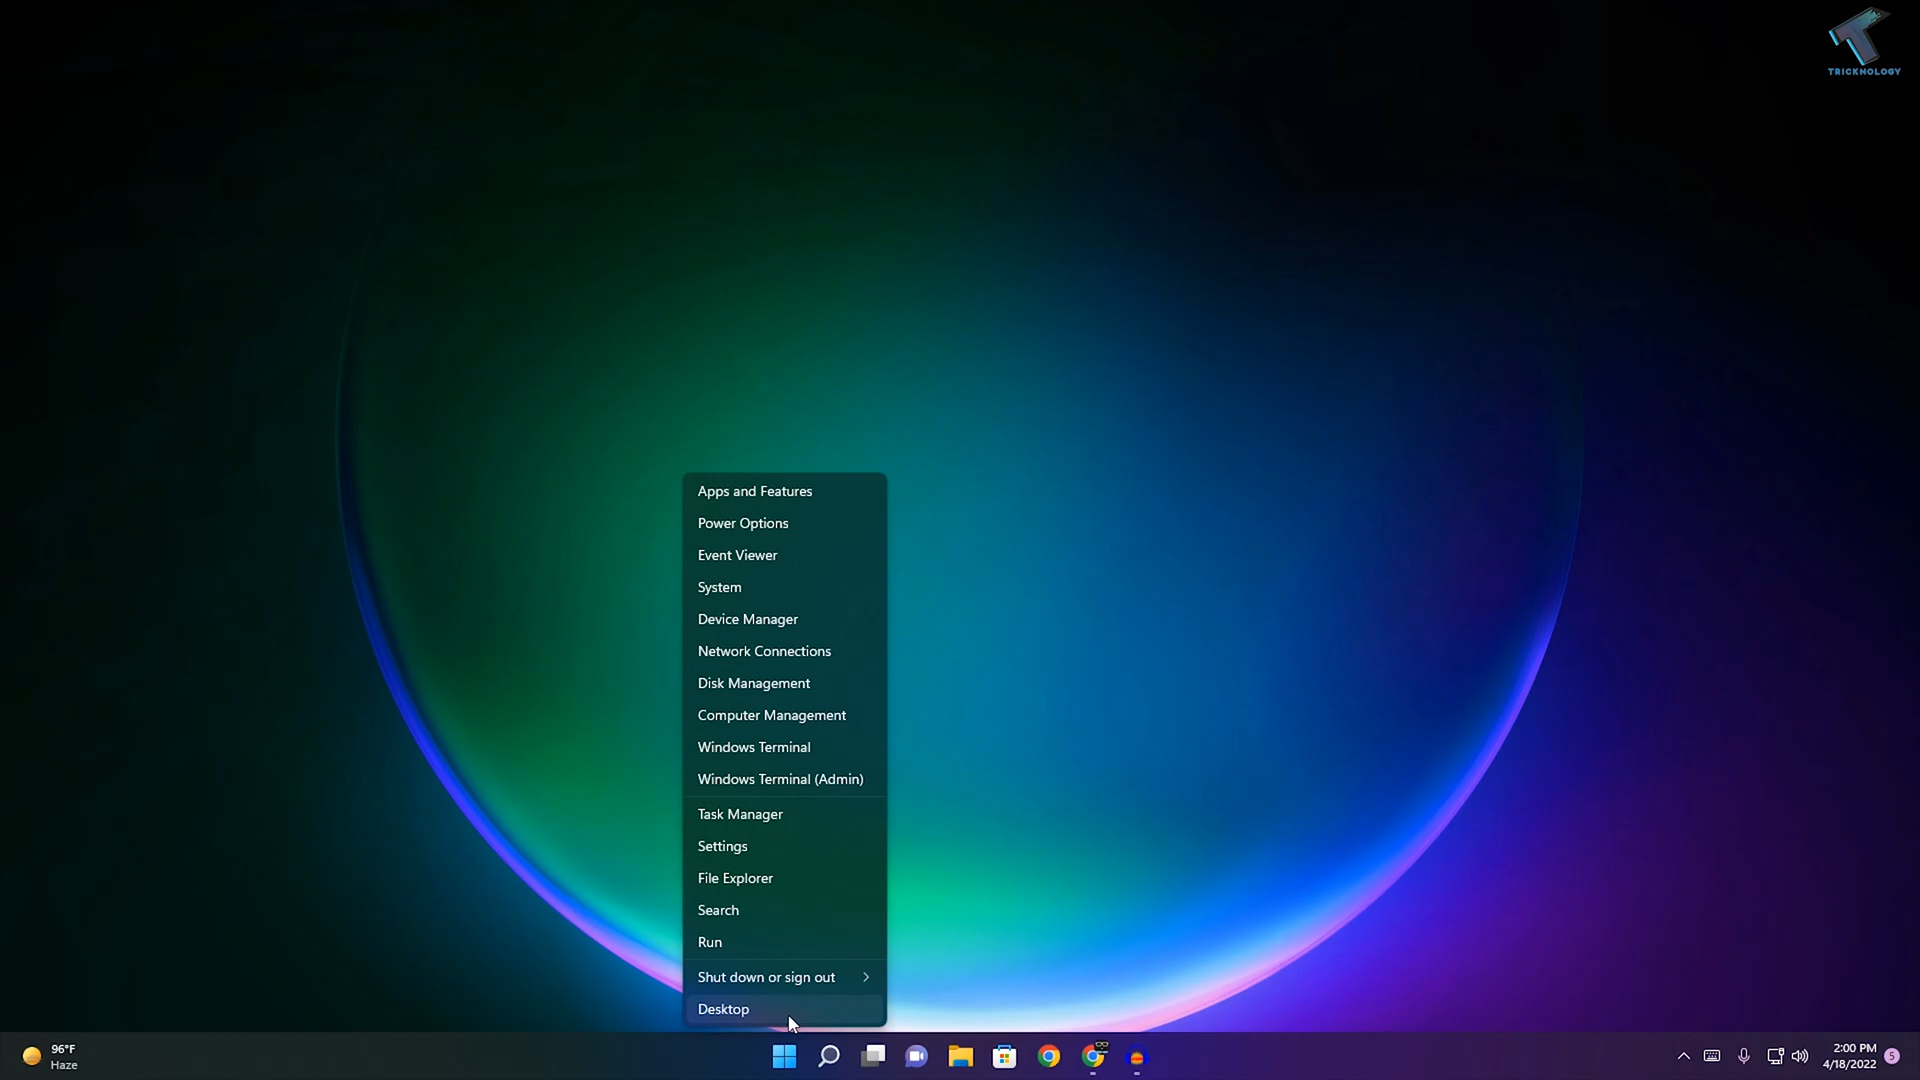 TRICKNOLOGY
Apps and Features
Power Options
Event Viewer
System
Device Manager
Network Connections
Disk Management
Computer Management
Windows Terminal
Windows Terminal (Admin)
Task Manager
Settings
File Explorer
Search
Run
Shut down or sign out
Desktop
96°F
Haze
2:00 PM
4/18/2022
5